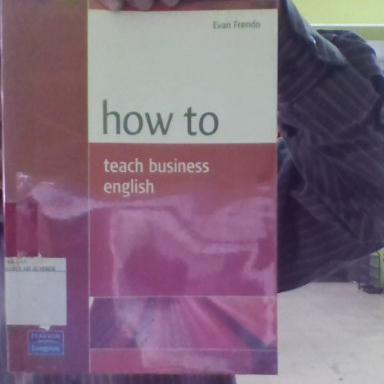 Evan Frendo
how to
teach business
english
PEARSON
Longman